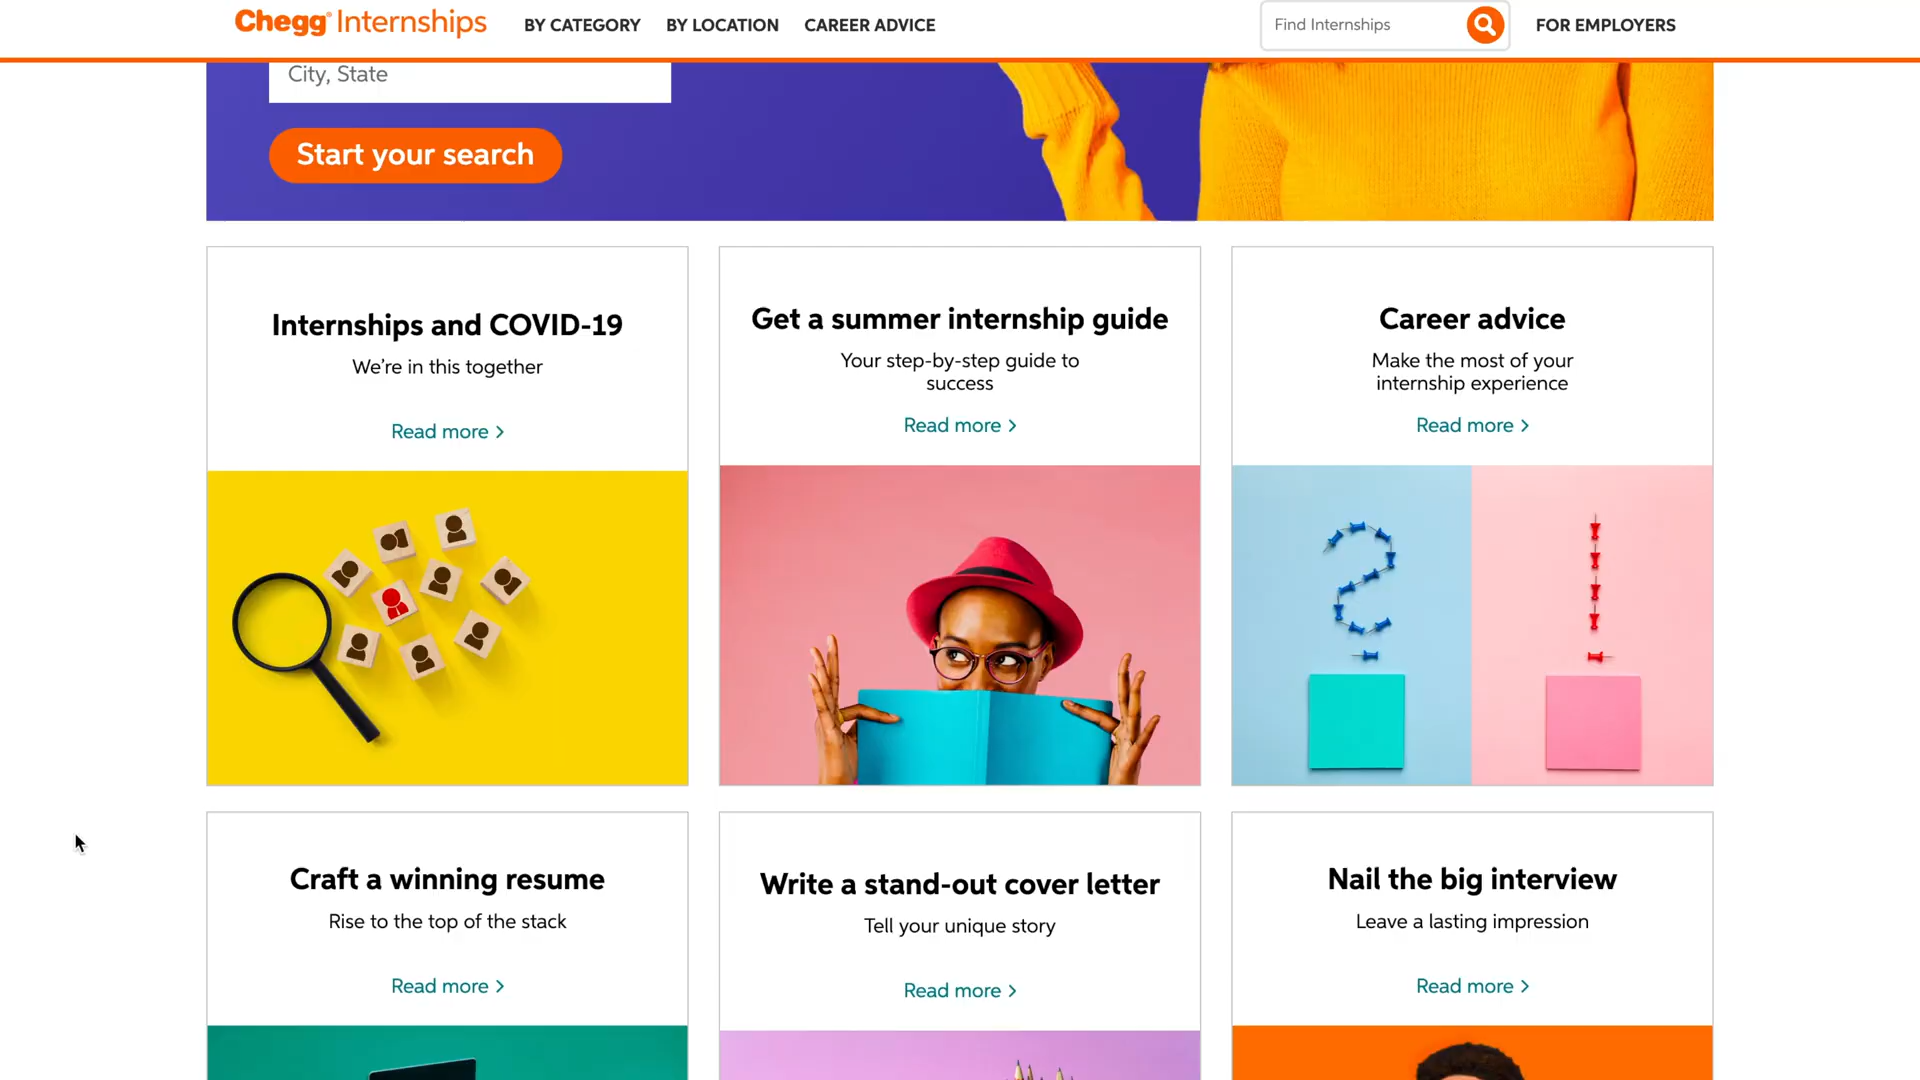 Chegg Internships
BY CATEGORY
BY LOCATION
CAREER ADVICE
Find Internships
FOR EMPLOYERS
City, State
Start your search
Internships and COVID-19
We’re in this together
Read more >
Get a summer internship guide
Your step-by-step guide to
success
Read more >
Career advice
Make the most of your
internship experience
Read more >
Craft a winning resume
Rise to the top of the stack
Read more >
Write a stand-out cover letter
Tell your unique story
Read more >
Nail the big interview
Leave a lasting impression
Read more >